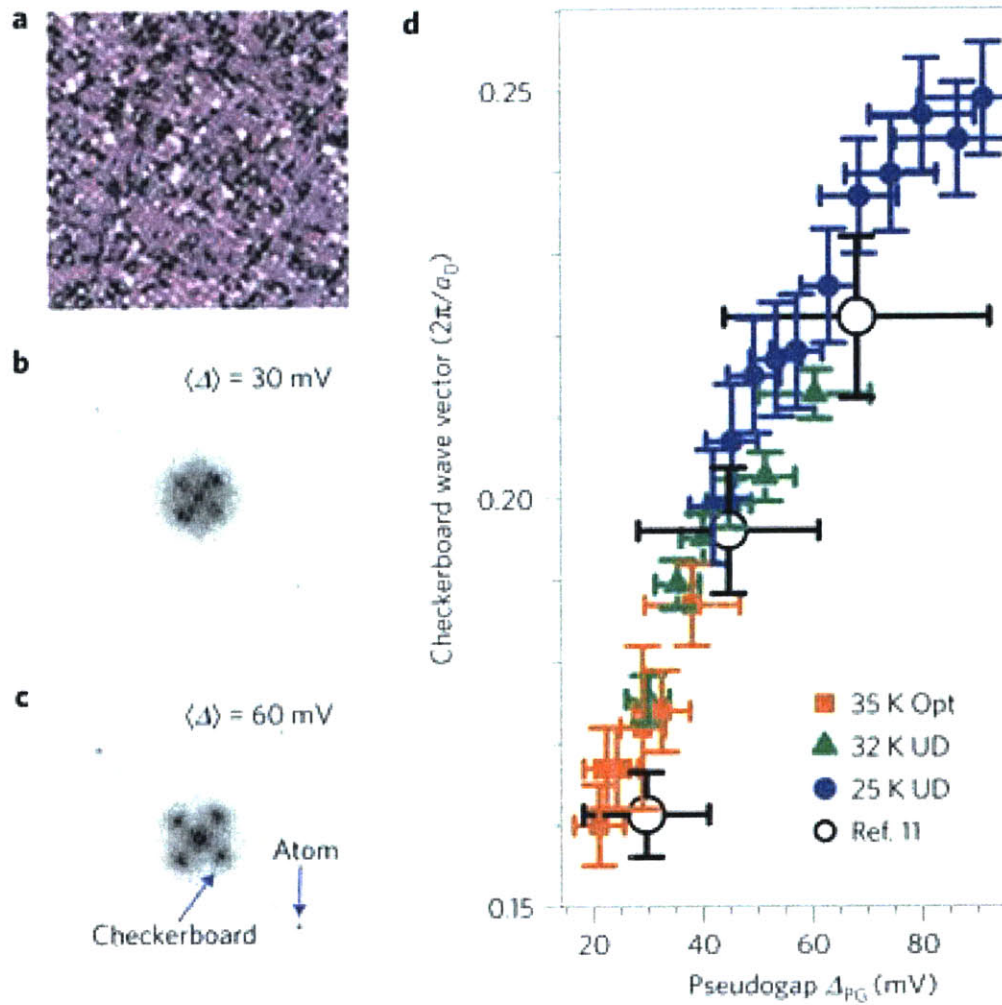 a
b
⟨Δ⟩ = 30 mV
c
⟨Δ⟩ = 60 mV
Atom
Checkerboard
d
Checkerboard wave vector (2π/a₀)
0.25
0.20
0.15
20 40 60 80
Pseudogap Δ_PG (mV)
35 K Opt
32 K UD
25 K UD
Ref. 11